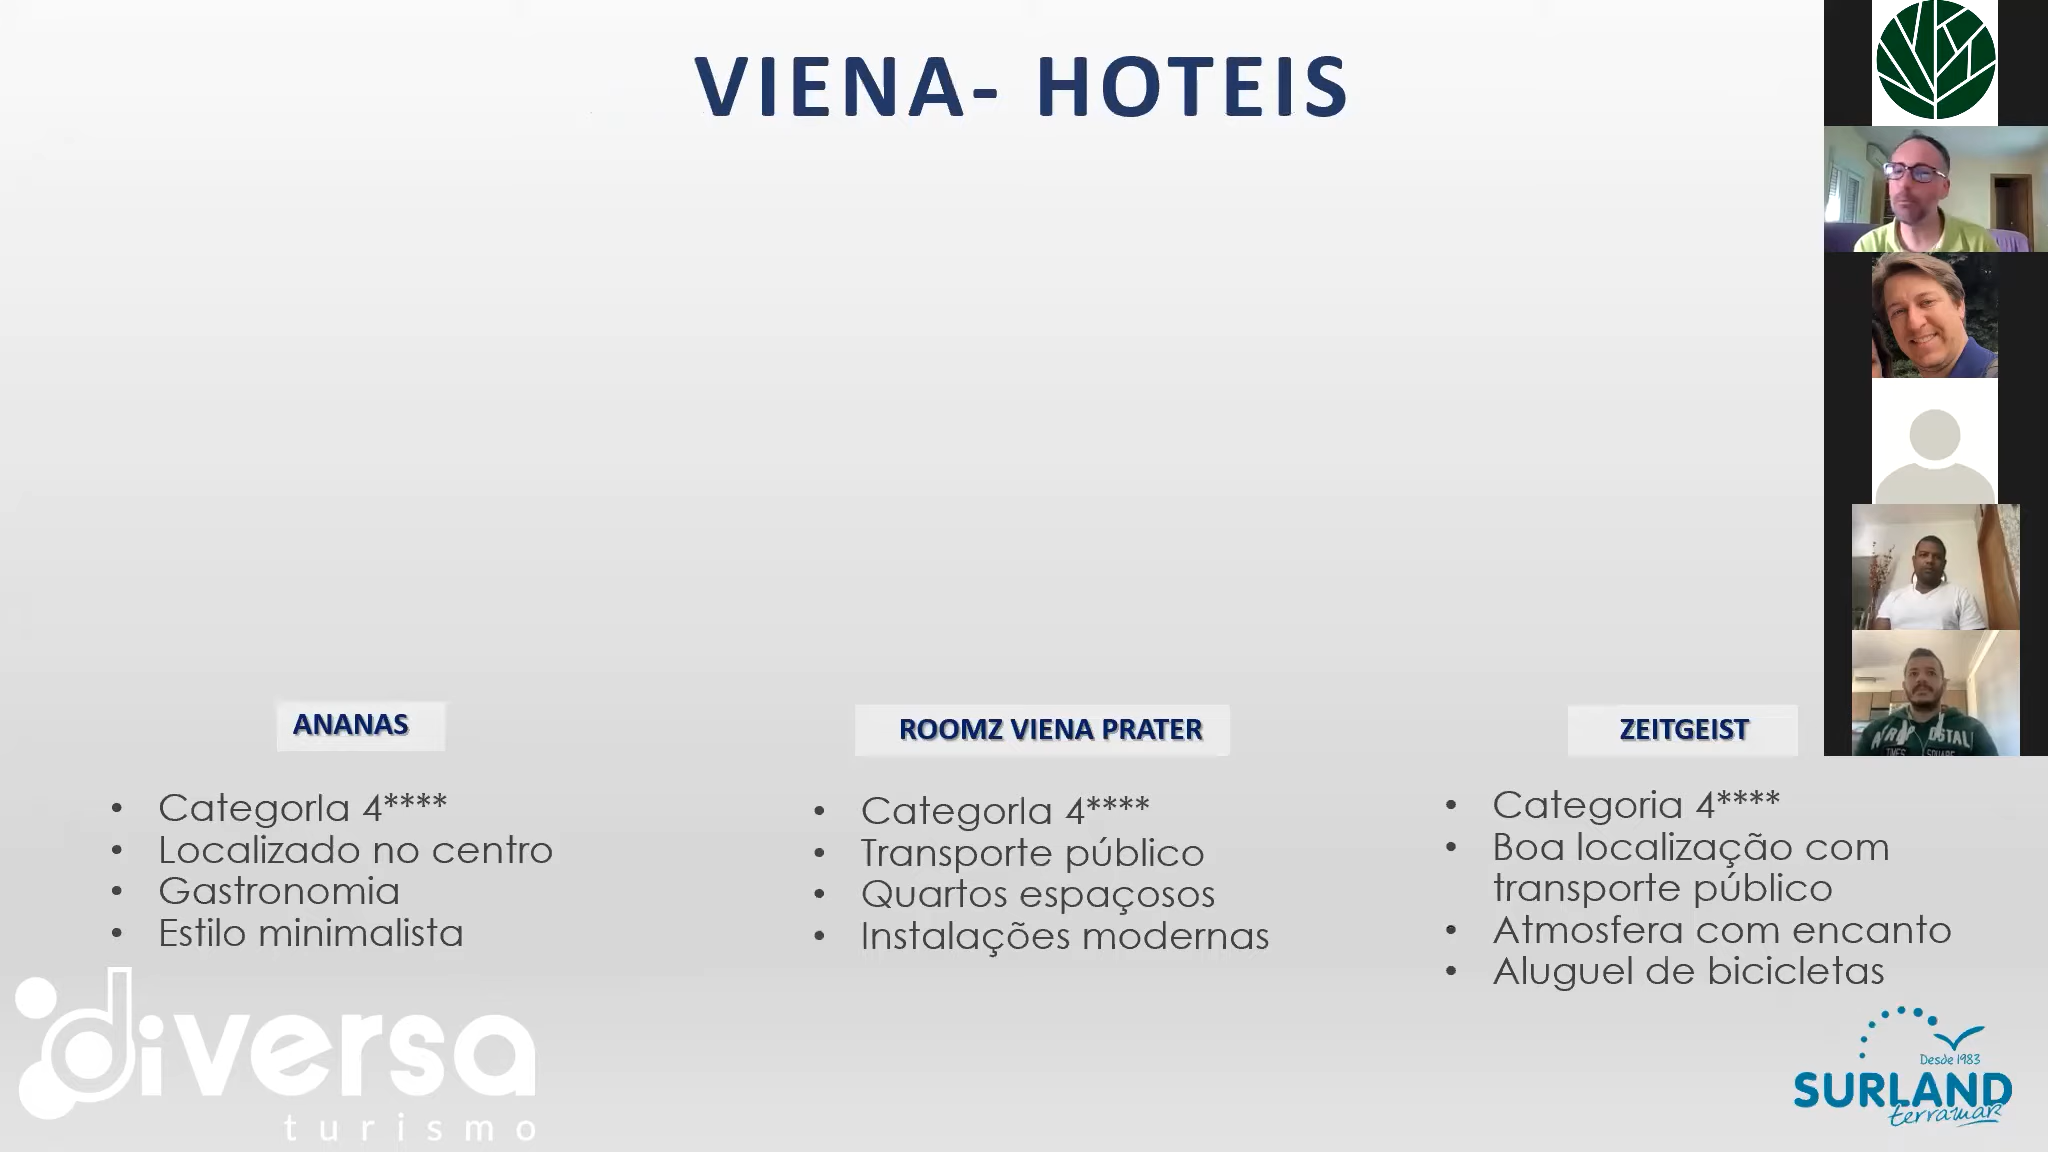 VIENA- HOTEIS
ANANAS
• CategorIa 4****
• Localizado no centro
• Gastronomia
• Estilo minimalista
ROOMZ VIENA PRATER
• CategorIa 4****
• Transporte público
• Quartos espaçosos
• Instalações modernas
ZEITGEIST
• Categoria 4****
• Boa localização com
transporte público
• Atmosfera com encanto
• Aluguel de bicicletas
diversa
turismo
Desde 1983
SURLAND
terramar